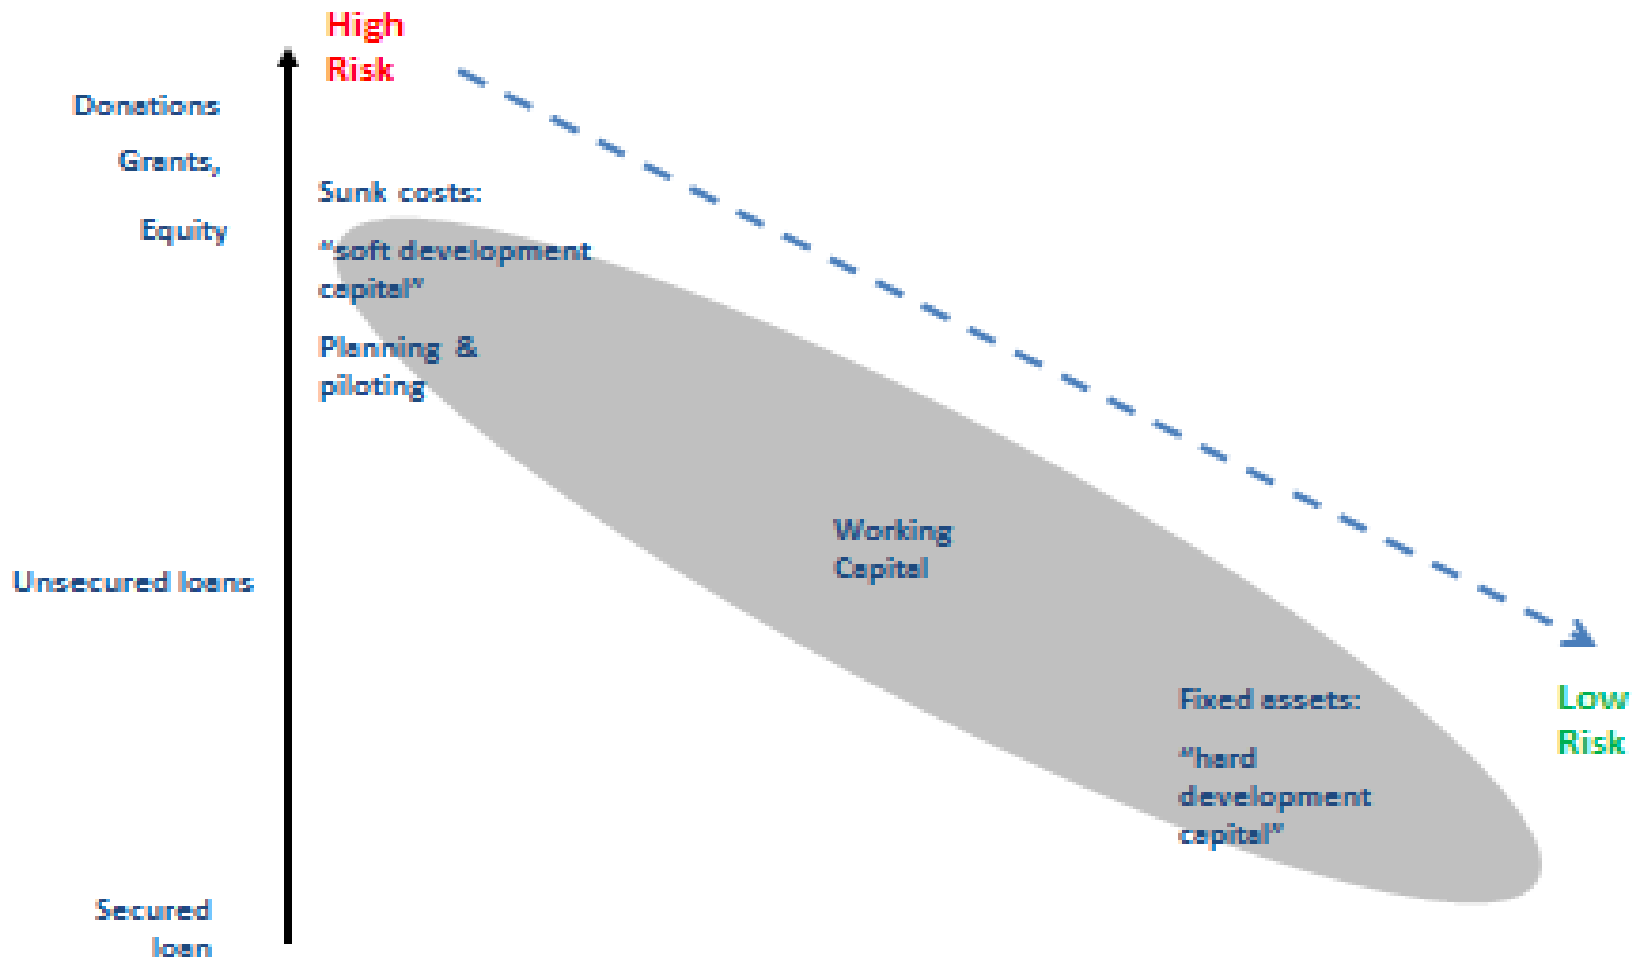 High
Risk
Donations
Grants,
Equity
Sunk costs:
“soft development
capital”
Planning &
piloting
Working
Capital
Unsecured loans
Fixed assets:
“hard
development
capital”
Low
Risk
Secured
loan